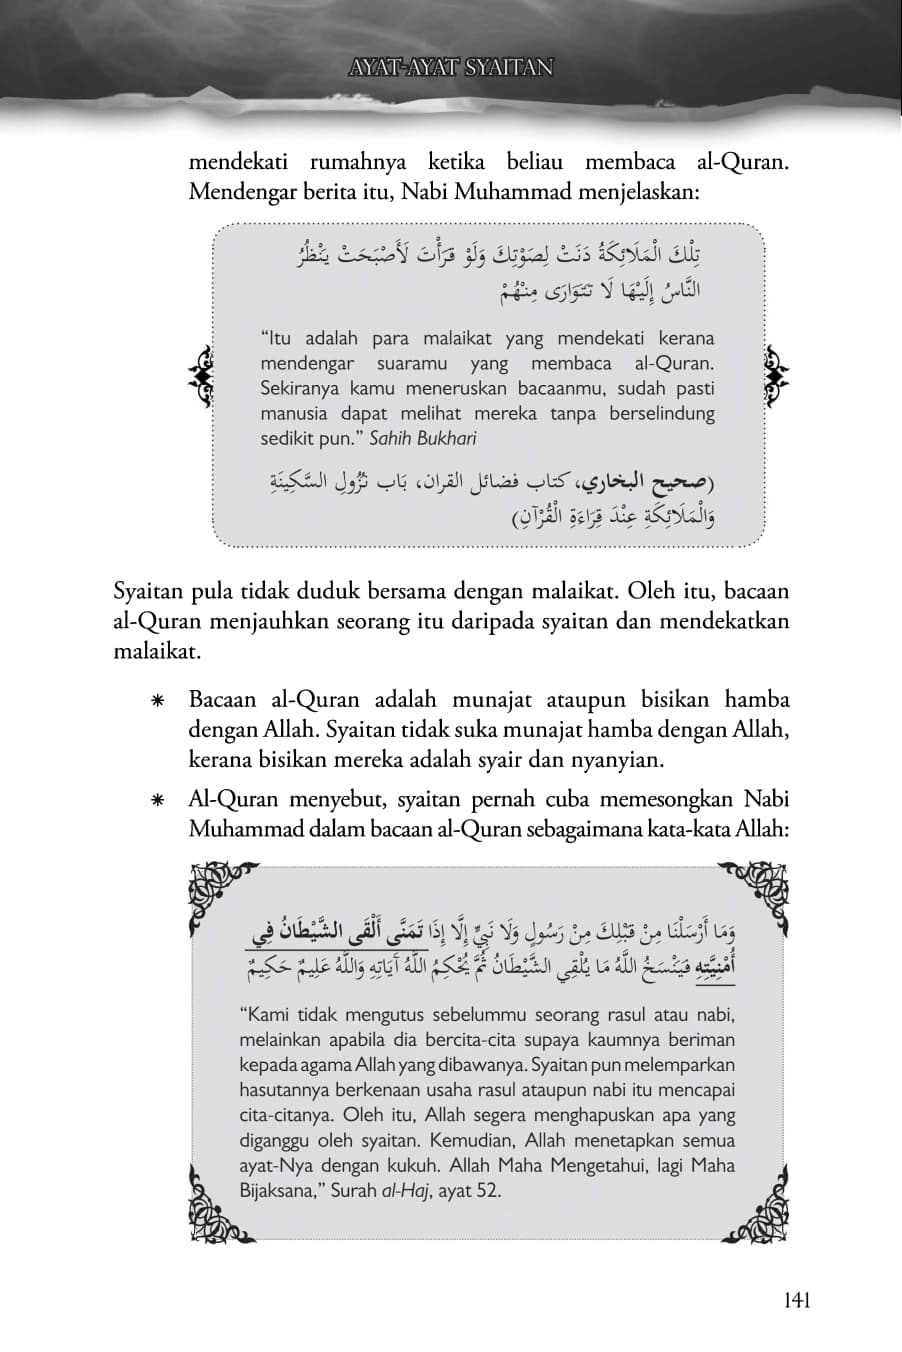 AYAT-AYAT SYAITAN
mendekati rumahnya ketika beliau membaca al-Quran.
Mendengar berita itu, Nabi Muhammad menjelaskan:
تِلْكَ الْمَلَائِكَةُ دَنَتْ لِصَوْتِكَ وَلَوْ قَرَأْتَ لَأَصْبَحَتْ يَنْظُرُ
النَّاسُ إِلَيْهَا لَا تَتَوَارَى مِنْهُمْ
“Itu adalah para malaikat yang mendekati kerana
mendengar suaramu yang membaca al-Quran.
Sekiranya kamu meneruskan bacaanmu, sudah pasti
manusia dapat melihat mereka tanpa berselindung
sedikit pun.” Sahih Bukhari
(صحيح البخاري، كتاب فضائل القران، بَاب نُزُولِ السَّكِينَةِ
وَالْمَلَائِكَةِ عِنْدَ قِرَاءَةِ الْقُرْآنِ)
Syaitan pula tidak duduk bersama dengan malaikat. Oleh itu, bacaan
al-Quran menjauhkan seorang itu daripada syaitan dan mendekatkan
malaikat.
* Bacaan al-Quran adalah munajat ataupun bisikan hamba
dengan Allah. Syaitan tidak suka munajat hamba dengan Allah,
kerana bisikan mereka adalah syair dan nyanyian.
* Al-Quran menyebut, syaitan pernah cuba memesongkan Nabi
Muhammad dalam bacaan al-Quran sebagaimana kata-kata Allah:
وَمَا أَرْسَلْنَا مِنْ قَبْلِكَ مِنْ رَسُولٍ وَلَا نَبِيٍّ إِلَّا إِذَا تَمَنَّى أَلْقَى الشَّيْطَانُ فِي
أُمْنِيَّتِهِ فَيَنْسَخُ اللَّهُ مَا يُلْقِي الشَّيْطَانُ ثُمَّ يُحْكِمُ اللَّهُ آيَاتِهِ وَاللَّهُ عَلِيمٌ حَكِيمٌ
“Kami tidak mengutus sebelummu seorang rasul atau nabi,
melainkan apabila dia bercita-cita supaya kaumnya beriman
kepada agama Allah yang dibawanya. Syaitan pun melemparkan
hasutannya berkenaan usaha rasul ataupun nabi itu mencapai
cita-citanya. Oleh itu, Allah segera menghapuskan apa yang
diganggu oleh syaitan. Kemudian, Allah menetapkan semua
ayat-Nya dengan kukuh. Allah Maha Mengetahui, lagi Maha
Bijaksana,” Surah al-Haj, ayat 52.
141